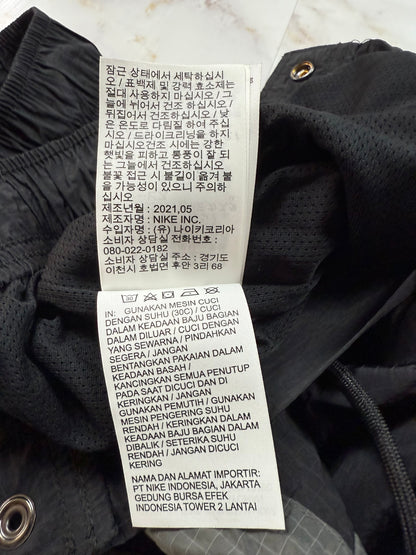 잠근 상태에서 세탁하십시
오 / 표백제 및 강력 효소제는
절대 사용하지 마십시오 / 그
늘에 뉘어서 건조 하십시오 /
뒤집어서 건조 하십시오 / 낮
은 온도로 다림질 하여 주십
시오 / 드라이크리닝을 하지
마십시오건조 시에는 강한
햇빛을 피하고 통풍이 잘 되
는 그늘에서 건조하십시오
불꽃 접근 시 불길이 옮겨 붙
을 가능성이 있으니 주의하
십시오
제조년월 : 2021,05
제조자명 : NIKE INC.
수입자명 : (유) 나이키코리아
소비자 상담실 전화번호 :
080-022-0182
소비자 상담실 주소 : 경기도
이천시 호법면 후안 3리 68
IN: GUNAKAN MESIN CUCI
DENGAN SUHU (30C) / CUCI
DALAM KEADAAN BAJU BAGIAN
DALAM DILUAR / CUCI DENGAN
YANG SEWARNA / PINDAHKAN
SEGERA / JANGAN
BENTANGKAN PAKAIAN DALAM
KEADAAN BASAH /
KANCINGKAN SEMUA PENUTUP
PADA SAAT DICUCI DAN DI
KERINGKAN / JANGAN
GUNAKAN PEMUTIH / GUNAKAN
MESIN PENGERING SUHU
RENDAH / KERINGKAN DALAM
KEADAAN BAJU BAGIAN DALAM
DIBALIK / SETERIKA SUHU
RENDAH / JANGAN DICUCI
KERING
NAMA DAN ALAMAT IMPORTIR:
PT NIKE INDONESIA, JAKARTA
GEDUNG BURSA EFEK
INDONESIA TOWER 2 LANTAI